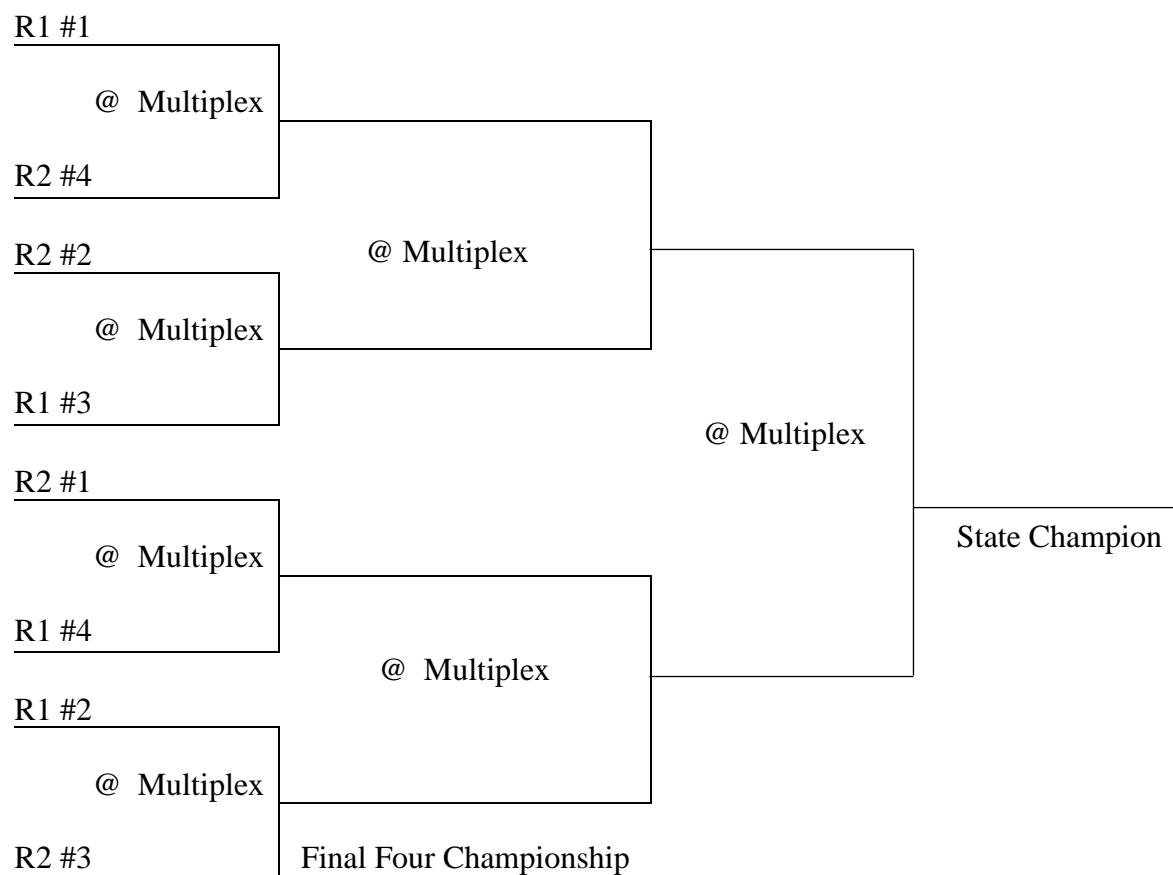 R1 #1
@ Multiplex
R2 #4
R2 #2
@ Multiplex
@ Multiplex
R1 #3
@ Multiplex
R2 #1
@ Multiplex
State Champion
R1 #4
@ Multiplex
R1 #2
@ Multiplex
R2 #3
Final Four Championship